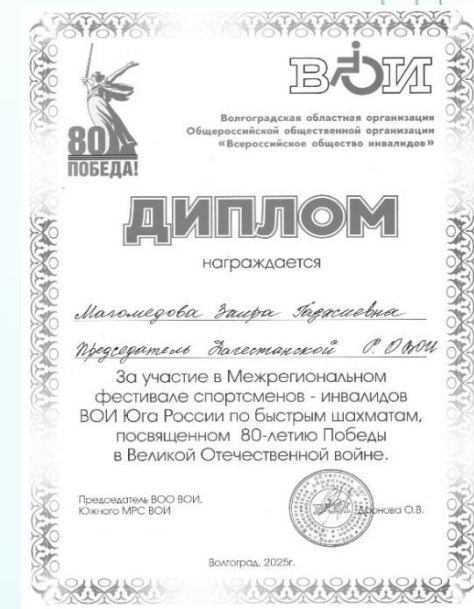 80
ПОБЕДА!
ВОИ
Волгоградская областная организация
Общероссийской общественной организации
«Всероссийское общество инвалидов»
ДИПЛОМ
награждается
Магомедова Заира Гаджиевна
Председатель Дагестанской Р. О ВОИ
За участие в Межрегиональном
фестивале спортсменов - инвалидов
ВОИ Юга России по быстрым шахматам,
посвященном 80-летию Победы
в Великой Отечественной войне.
Председатель ВОО ВОИ,
Южного МРС ВОИ
ВОИ
Дронова О.В.
Волгоград, 2025г.